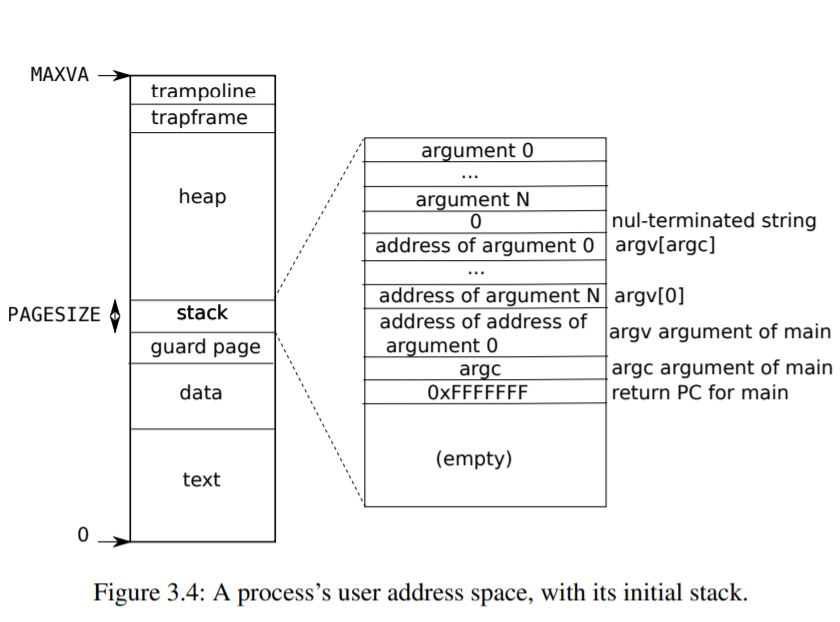 MAXVA
trampoline
trapframe
heap
PAGESIZE
stack
guard page
data
text
0
argument 0
...
argument N
0 nul-terminated string
address of argument 0 argv[argc]
...
address of argument N argv[0]
address of address of
argument 0 argv argument of main
argc argc argument of main
0xFFFFFFF return PC for main
(empty)
Figure 3.4: A process's user address space, with its initial stack.